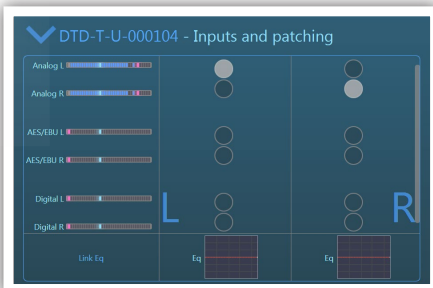 DTD-T-U-000104 - Inputs and patching
Analog L
Analog R
AES/EBU L
AES/EBU R
Digital L
Digital R
L
R
Link Eq
Eq
Eq